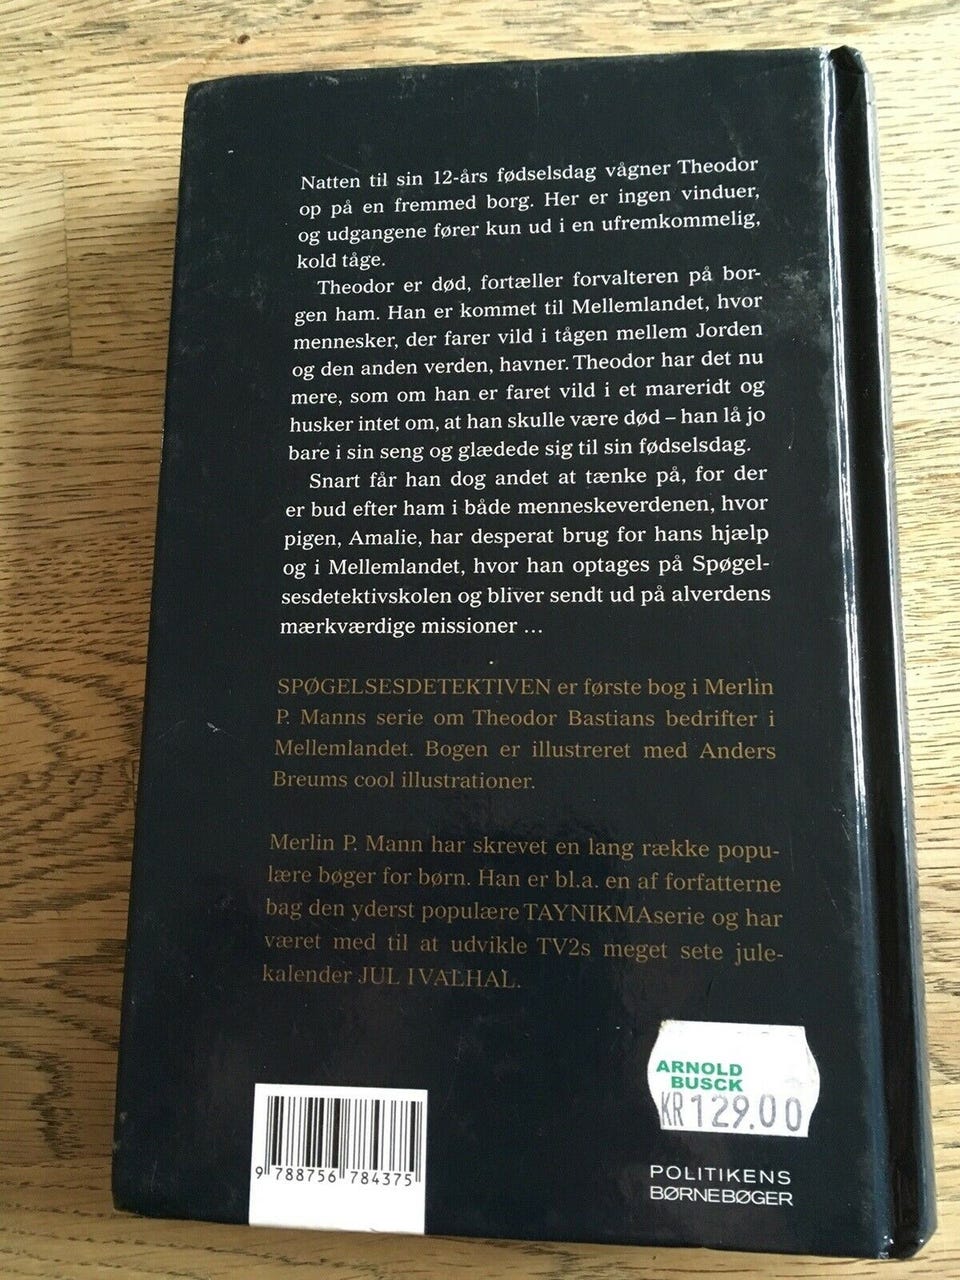 Natten til sin 12-års fødselsdag vågner Theodor
op på en fremmed borg. Her er ingen vinduer,
og udgangene fører kun ud i en ufremkommelig,
kold tåge.
Theodor er død, fortæller forvalteren på bor-
gen ham. Han er kommet til Mellemlandet, hvor
mennesker, der farer vild i tågen mellem Jorden
og den anden verden, havner. Theodor har det nu
mere, som om han er faret vild i et mareridt og
husker intet om, at han skulle være død – han lå jo
bare i sin seng og glædede sig til sin fødselsdag.
Snart får han dog andet at tænke på, for der
er bud efter ham i både menneskeverdenen, hvor
pigen, Amalie, har desperat brug for hans hjælp
og i Mellemlandet, hvor han optages på Spøgel-
sesdetektivskolen og bliver sendt ud på alverdens
mærkværdige missioner ...
SPØGELSESDETEKTIVEN er første bog i Merlin
P. Manns serie om Theodor Bastians bedrifter i
Mellemlandet. Bogen er illustreret med Anders
Breums cool illustrationer.
Merlin P. Mann har skrevet en lang række popu-
lære bøger for børn. Han er bl.a. en af forfatterne
bag den yderst populære TAYNIKMAserie og har
været med til at udvikle TV2s meget sete jule-
kalender JUL I VALHAL.
ARNOLD
BUSCK
KR 129.00
9 788756 784375
POLITIKENS
BØRNEBØGER